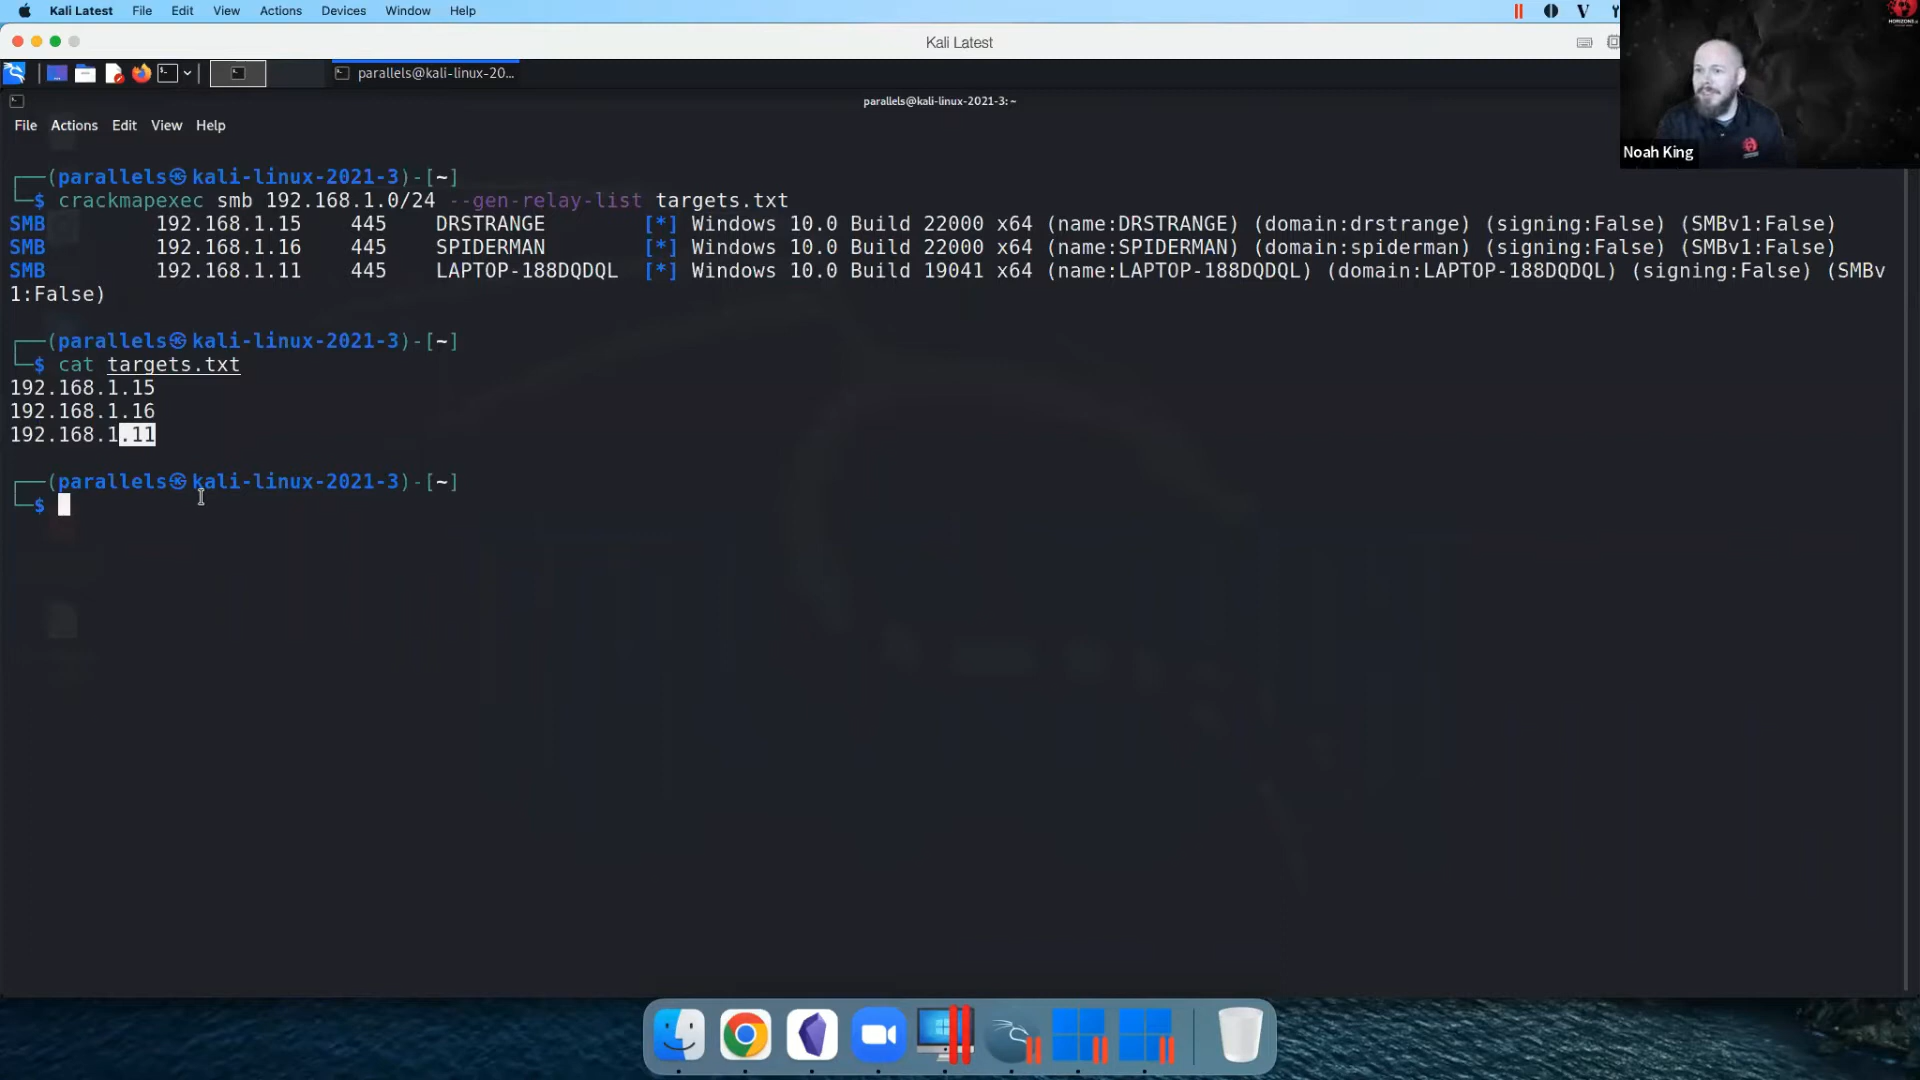 Kali Latest File Edit View Actions Devices Window Help
Kali Latest
parallels@kali-linux-20...
parallels@kali-linux-2021-3: ~
File Actions Edit View Help
Noah King
┌──(parallels㉿kali-linux-2021-3)-[~]
└─$ crackmapexec smb 192.168.1.0/24 --gen-relay-list targets.txt
SMB 192.168.1.15 445 DRSTRANGE [*] Windows 10.0 Build 22000 x64 (name:DRSTRANGE) (domain:drstrange) (signing:False) (SMBv1:False)
SMB 192.168.1.16 445 SPIDERMAN [*] Windows 10.0 Build 22000 x64 (name:SPIDERMAN) (domain:spiderman) (signing:False) (SMBv1:False)
SMB 192.168.1.11 445 LAPTOP-188DQDQL [*] Windows 10.0 Build 19041 x64 (name:LAPTOP-188DQDQL) (domain:LAPTOP-188DQDQL) (signing:False) (SMBv
1:False)
┌──(parallels㉿kali-linux-2021-3)-[~]
└─$ cat targets.txt
192.168.1.15
192.168.1.16
192.168.1.11
┌──(parallels㉿kali-linux-2021-3)-[~]
└─$